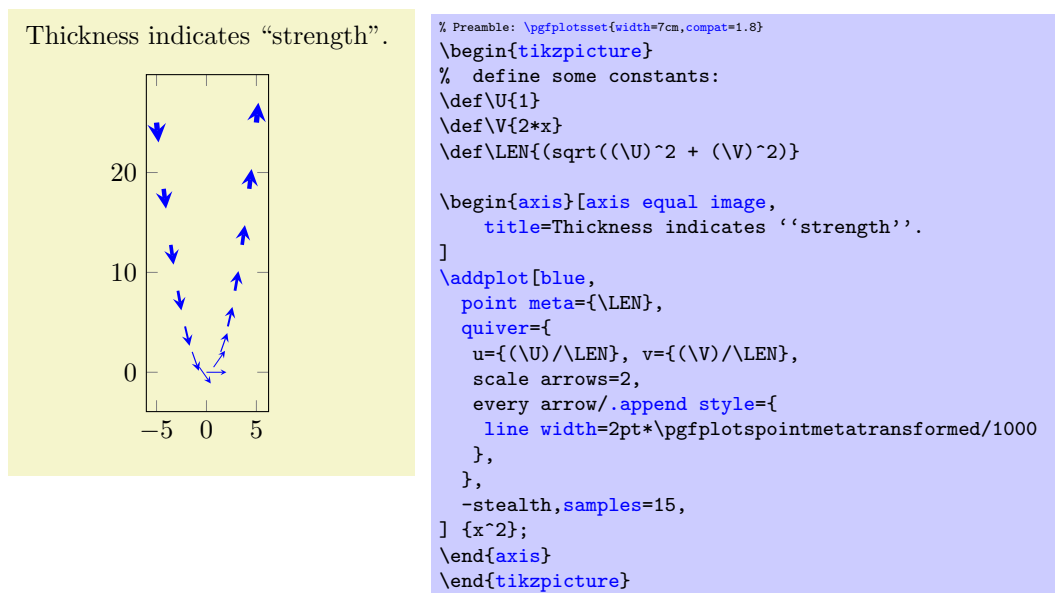 Thickness indicates “strength”.
20
10
0
−5 0 5
% Preamble: \pgfplotsset{width=7cm,compat=1.8}
\begin{tikzpicture}
%  define some constants:
\def\U{1}
\def\V{2*x}
\def\LEN{(sqrt((\U)^2 + (\V)^2)}
\begin{axis}[axis equal image,
    title=Thickness indicates ‘‘strength’’.
]
\addplot[blue,
  point meta={\LEN},
  quiver={
   u={(\U)/\LEN}, v={(\V)/\LEN},
   scale arrows=2,
   every arrow/.append style={
    line width=2pt*\pgfplotspointmetatransformed/1000
   },
  },
  -stealth,samples=15,
] {x^2};
\end{axis}
\end{tikzpicture}